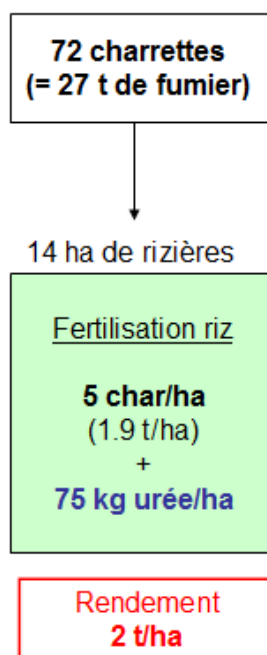 72 charrettes
(= 27 t de fumier)
14 ha de rizières
Fertilisation riz
5 char/ha
(1.9 t/ha)
+
75 kg urée/ha
Rendement
2 t/ha